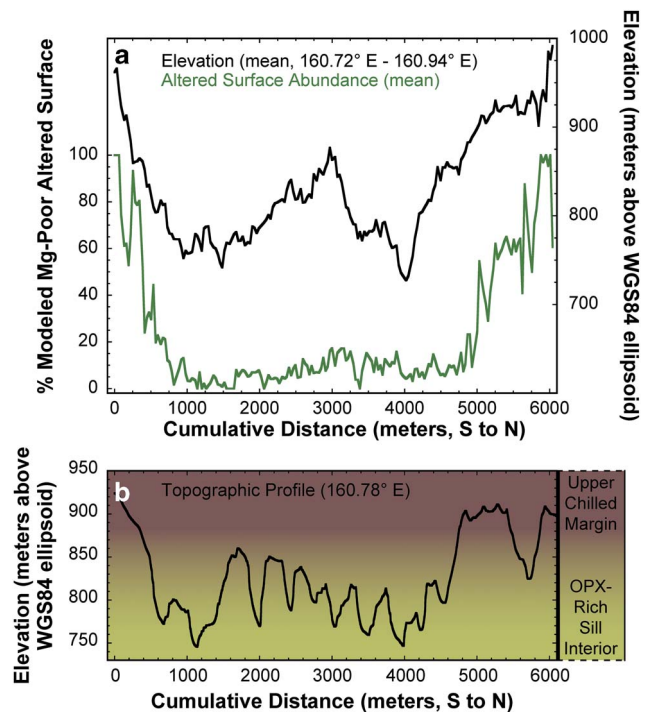 a
Elevation (mean, 160.72° E - 160.94° E)
Altered Surface Abundance (mean)
% Modeled Mg-Poor Altered Surface
100
80
60
40
20
0
Elevation (meters above WGS84 ellipsoid)
1000
900
800
700
0 1000 2000 3000 4000 5000 6000
Cumulative Distance (meters, S to N)
b
Topographic Profile (160.78° E)
Elevation (meters above
WGS84 ellipsoid)
950
900
850
800
750
Upper
Chilled
Margin
OPX-
Rich
Sill
Interior
0 1000 2000 3000 4000 5000 6000
Cumulative Distance (meters, S to N)